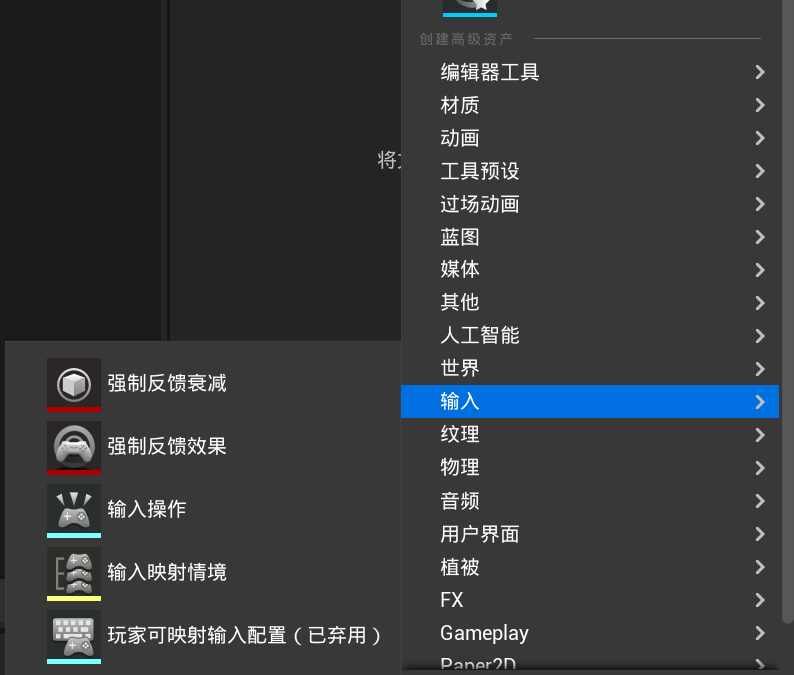 创建高级资产
编辑器工具
材质
动画
将
工具预设
过场动画
蓝图
媒体
其他
人工智能
世界
输入
纹理
物理
音频
用户界面
植被
FX
Gameplay
Paper2D
强制反馈衰减
强制反馈效果
输入操作
输入映射情境
玩家可映射输入配置（已弃用）